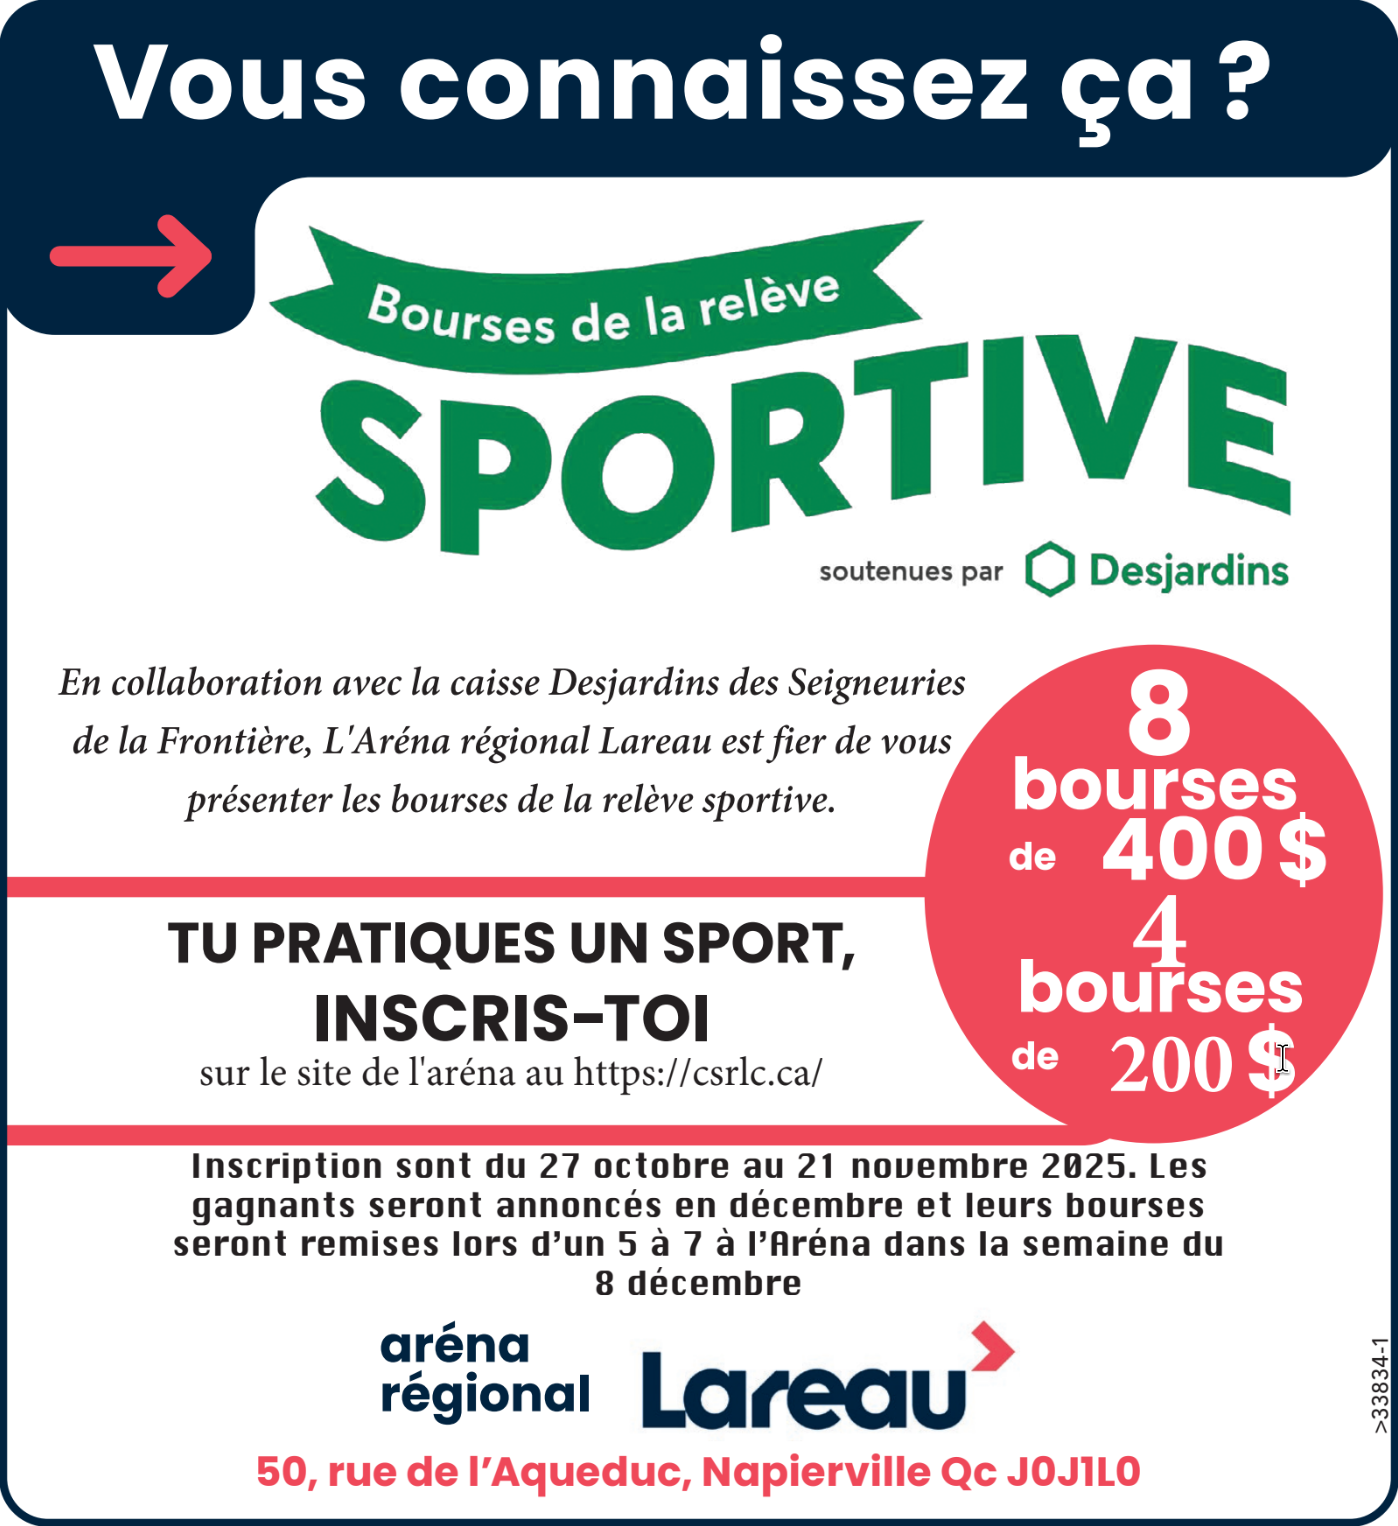 Vous connaissez ça ?
Bourses de la relève
SPORTIVE
soutenues par Desjardins
En collaboration avec la caisse Desjardins des Seigneuries
de la Frontière, L'Aréna régional Lareau est fier de vous
présenter les bourses de la relève sportive.
8
bourses
de 400 $
4
bourses
de 200 $
TU PRATIQUES UN SPORT,
INSCRIS-TOI
sur le site de l'aréna au https://csrlc.ca/
Inscription sont du 27 octobre au 21 novembre 2025. Les
gagnants seront annoncés en décembre et leurs bourses
seront remises lors d’un 5 à 7 à l’Aréna dans la semaine du
8 décembre
aréna
régional
Lareau
50, rue de l’Aqueduc, Napierville Qc J0J1L0
>33834-1